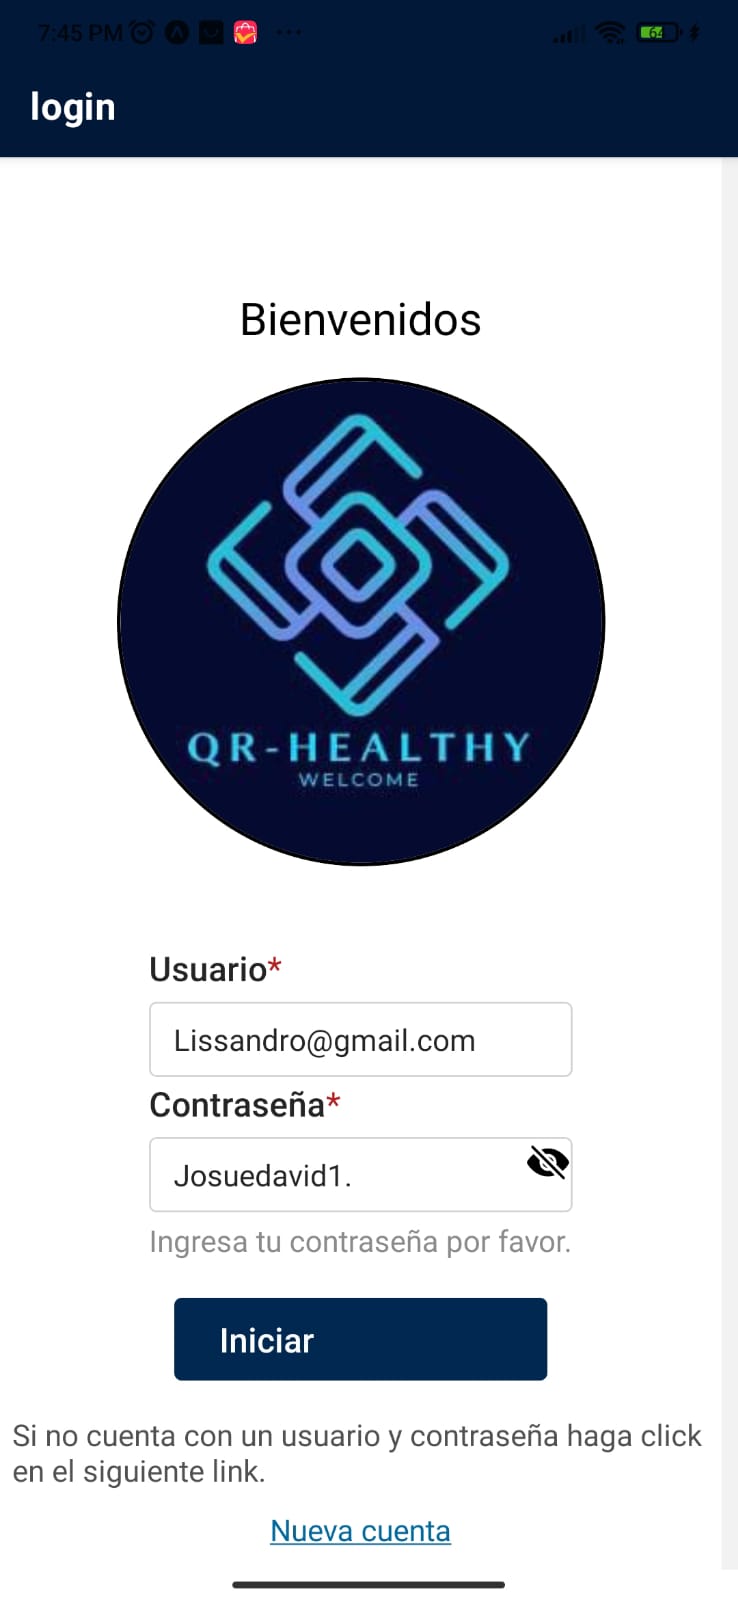 7:45 PM
64
login
Bienvenidos
QR-HEALTHY
WELCOME
Usuario*
Lissandro@gmail.com
Contraseña*
Josuedavid1.
Ingresa tu contraseña por favor.
Iniciar
Si no cuenta con un usuario y contraseña haga click
en el siguiente link.
Nueva cuenta